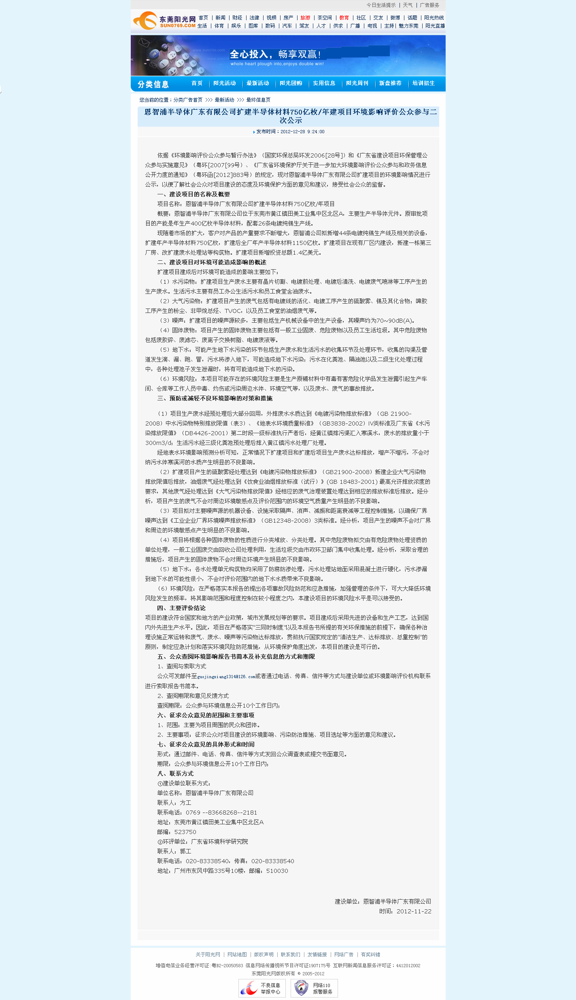 今日生活提示 | 天气 | 广告服务
东莞阳光网
SUN0769.COM
首页 | 新闻 | 财经 | 法律 | 视频 | 房产 | 旅游 | 茶空间 | 教育 | 社区 | 交友 | 微博 | 话题 | 阳光热线
生活 | 体育 | 娱乐 | 图库 | 数码 | 汽车 | 驾友 | 人才 | 供求 | 广播 | 电视 | 主持 | 魅力东莞 | 阳光直播
www.sun0769.com
全心投入，畅享双赢！
whole heart plough into,enjoys double win!
分类信息
首页 阳光活动 最新活动 阳光团购 实用信息 阳光周刊 新盘推荐 培训招生
您当前的位置：分类广告首页 >>> 最新活动 >>> 最终信息页
恩智浦半导体广东有限公司扩建半导体材料750亿枚/年建项目环境影响评价公众参与二
次公示
发布时间：2012-12-28 9:24:00
依据《环境影响评价公众参与暂行办法》（国家环保总局环发2006[28号]）和《广东省建设项目环保管理公
众参与实施意见》（粤环[2007[99号）、《广东省环境保护厅关于进一步加大环境影响评价公众参与和政务信息
公开力度的通知》（粤环函[2012]883号）的规定，现对恩智浦半导体广东有限公司扩建项目的环境影响情况进行
公示，以便了解社会公众对项目建设的态度及环境保护方面的意见和建议，接受社会公众的监督。
一、建设项目的名称及概要
项目名称：恩智浦半导体广东有限公司扩建半导体材料750亿枚/年项目
概要：恩智浦半导体广东有限公司位于东莞市黄江镇田美工业集中区北区A，主要生产半导体元件。原审批项
目的产能是年生产400亿枚半导体材料，配套26条电镀纯锡生产线。
现随着市场的扩大，客户对产品的产量要求不断增大，恩智浦公司拟新增44条电镀纯锡生产线及相关的设备，
扩建年产半导体材料750亿枚，扩建后全厂年产半导体材料1150亿枚。扩建项目在现有厂区内建设，新建一栋第三
厂房、改扩建废水处理站等构筑物。扩建项目新增投资总额1.4亿美元。
二、建设项目对环境可能造成影响的概述
扩建项目建成后对环境可能造成的影响主要如下：
（1）水污染物：扩建项目生产废水主要有晶片切割、电镀前处理、电镀后清洗、电镀废气喷淋等工序产生的
生产废水。生活污水主要有员工办公生活污水和员工食堂含油废水。
（2）大气污染物：扩建项目产生的废气包括有电镀线的活化、电镀工序产生的硫酸雾、锡及其化合物；啤胶
工序产生的粉尘、非甲烷总烃、TVOC，以及员工食堂的油烟废气等。
（3）噪声：扩建项目的噪声源较多，主要包括生产机械设备中的生产设备，其噪声约为70~90dB(A)。
（4）固体废物：项目产生的固体废物主要包括有一般工业固废、危险废物以及员工生活垃圾。其中危险废物
包括废胶碎、废滤芯、废离子交换树脂、电镀废液等。
（5）地下水：可能产生地下水污染的环节包括生产废水和生活污水的收集环节及处理环节，收集的沟渠及管
道发生滴、漏、跑、冒，污水将渗入地下，可能造成地下水污染；污水在化粪池、隔油池以及二级生化处理过程
中，各种处理池子发生泄漏时，将有可能造成地下水的污染。
（6）环境风险：本项目可能存在的环境风险主要是生产原辅材料中有毒有害危险化学品发生泄露引起生产车
间、仓库等工作人员中毒、灼伤或污染周边水体、环境空气等，以及废水、废气的事故排放。
三、预防或减轻不良环境影响的对策和措施
（1）项目生产废水经预处理后大部分回用，外排废水水质达到《电镀污染物排放标准》（GB 21900-
2008）中水污染物特别排放限值（表3）、《地表水环境质量标准》（GB3838-2002）IV类标准及广东省《水污
染排放限值》（DB4426-2001）第二时段一级标准执行严者后，经黄江镇排污渠汇入寒溪水，废水的排放量小于
300m3/d；生活污水经三级化粪池预处理后排入黄江镇污水处理厂处理。
经地表水环境影响预测分析可知，正常情况下扩建项目和扩建后项目生产废水达标排放，增产不增污，不会对
纳污水体寒溪河的水质产生明显的不良影响。
（2）扩建项目产生的硫酸雾经处理达到《电镀污染物排放标准》（GB21900-2008）新建企业大气污染物
排放限值后排放，油烟废气经处理达到《饮食业油烟排放标准（试行）》(GB 18483-2001) 最高允许排放浓度的
要求，其他废气经处理达到《大气污染物排放限值》经相应的废气治理装置处理达到相应的排放标准后排放。经分
析，项目产生的废气不会对周边环境敏感点及评价范围内的环境空气质量产生明显的不良影响。
（3）项目拟对主要噪声源的机器设备、设施采取隔声、消声、减振和距离衰减等工程控制措施，以确保厂界
噪声达到《工业企业厂界环境噪声排放标准》（GB12348-2008）3类标准。经分析，项目产生的噪声不会对厂界
和周边的环境敏感点产生明显的不良影响。
（4）项目将根据各种固体废物的性质进行分类堆放、分类处理。其中危险废物拟交由有危险废物处理资质的
单位处理，一般工业固废交由回收公司处理利用，生活垃圾交由市政环卫部门集中收集处理。经分析，采取合理的
措施后，项目产生的固体废物不会对周边环境产生明显的不良影响。
（5）地下水：各水处理单元构筑物均采用了防腐防渗处理，污水处理站地面采用混凝土进行硬化，污水渗漏
到地下水的可能性很小，不会对评价范围内的地下水水质带来不良影响。
（6）环境风险：在严格落实本报告的提出各项事故风险防范和应急措施，加强管理的条件下，可大大降低环境
风险发生的频率，将其影响范围和程度控制在较小程度之内，本建设项目的环境风险水平是可以接受的。
四、主要评价结论
项目的建设符合国家和地方的产业政策，城市发展规划等的要求。项目建成后采用先进的设备和生产工艺，达到国
内外先进生产水平。因此，项目在严格落实“三同时制度”以及本报告书所提的有关环保措施的前提下，确保各种治
理设施正常运转和废气、废水、噪声等污染物达标排放，贯彻执行国家规定的“清洁生产、达标排放、总量控制”的
原则，制定应急计划和落实环境风险防范措施，从环境保护角度出发，本项目的建设是可行的。
五、公众查阅环境影响报告书简本及补充信息的方式和期限
1、查阅与索取方式
公众可发邮件至guojingxiang1314@126.com或者通过电话、传真、信件等方式与建设单位或环境影响评价机构联系
进行索取报告书简本。
2、查阅期限和意见反馈方式
查阅期限：公众参与环境信息公开10个工作日内；
六、征求公众意见的范围和主要事项
1、范围：主要为项目周围的民众和团体。
2、主要事项：征求公众对项目建设的环境影响、污染防治措施、项目选址等方面的意见和建议。
七、征求公众意见的具体形式和时间
形式：通过邮件、电话、传真、信件等方式发回公众调查表或提交书面意见。
期限：公众参与环境信息公开10个工作日内；
八、联系方式
①建设单位联系方式：
单位名称：恩智浦半导体广东有限公司
联系人：方工
联系电话：0769 --83668268--2181
地址：东莞市黄江镇田美工业集中区北区A
邮编：523750
②环评单位：广东省环境科学研究院
联系人：郭工
联系电话：020-83338540，传真：020-83338540
地址：广州市东风中路335号10楼，邮编：510030
建设单位：恩智浦半导体广东有限公司
时间：2012-11-22
关于阳光网 | 网站地图 | 版权声明 | 联系我们 | 友情链接 | 网络广告 | 有奖纠错
增值电信业务经营许可证:粤B2-20050583 信息网络传播视听节目许可证1907175号 互联网新闻信息服务许可证：4412012002
东莞阳光网版权所有 © 2005-2012
不良信息
举报中心
网络110
报警服务